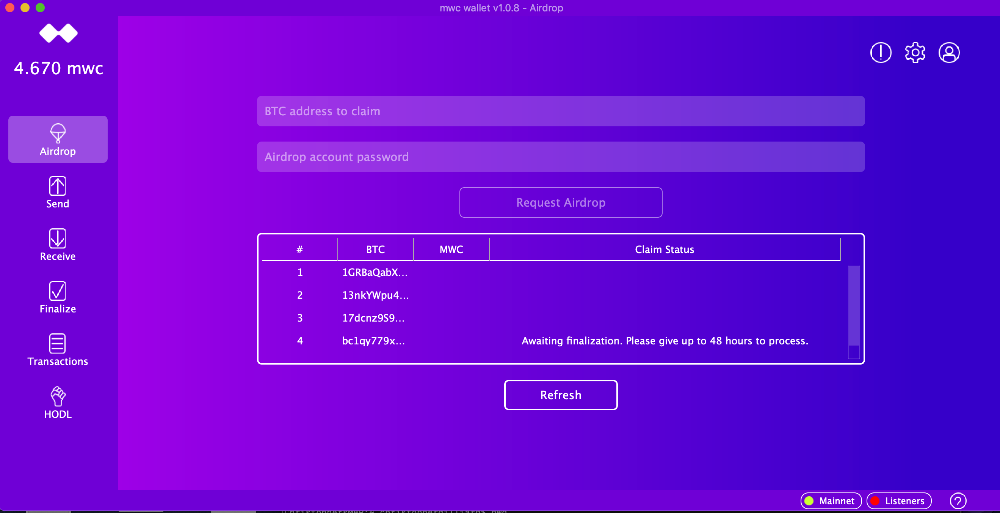 mwc wallet v1.0.8 - Airdrop
4.670 mwc
Airdrop
Send
Receive
Finalize
Transactions
HODL
BTC address to claim
Airdrop account password
Request Airdrop
# BTC MWC Claim Status
1 1GRBaQabX...
2 13nkYWpu4...
3 17dcnz9S9...
4 bc1qy779x... Awaiting finalization. Please give up to 48 hours to process.
Refresh
Mainnet Listeners ?